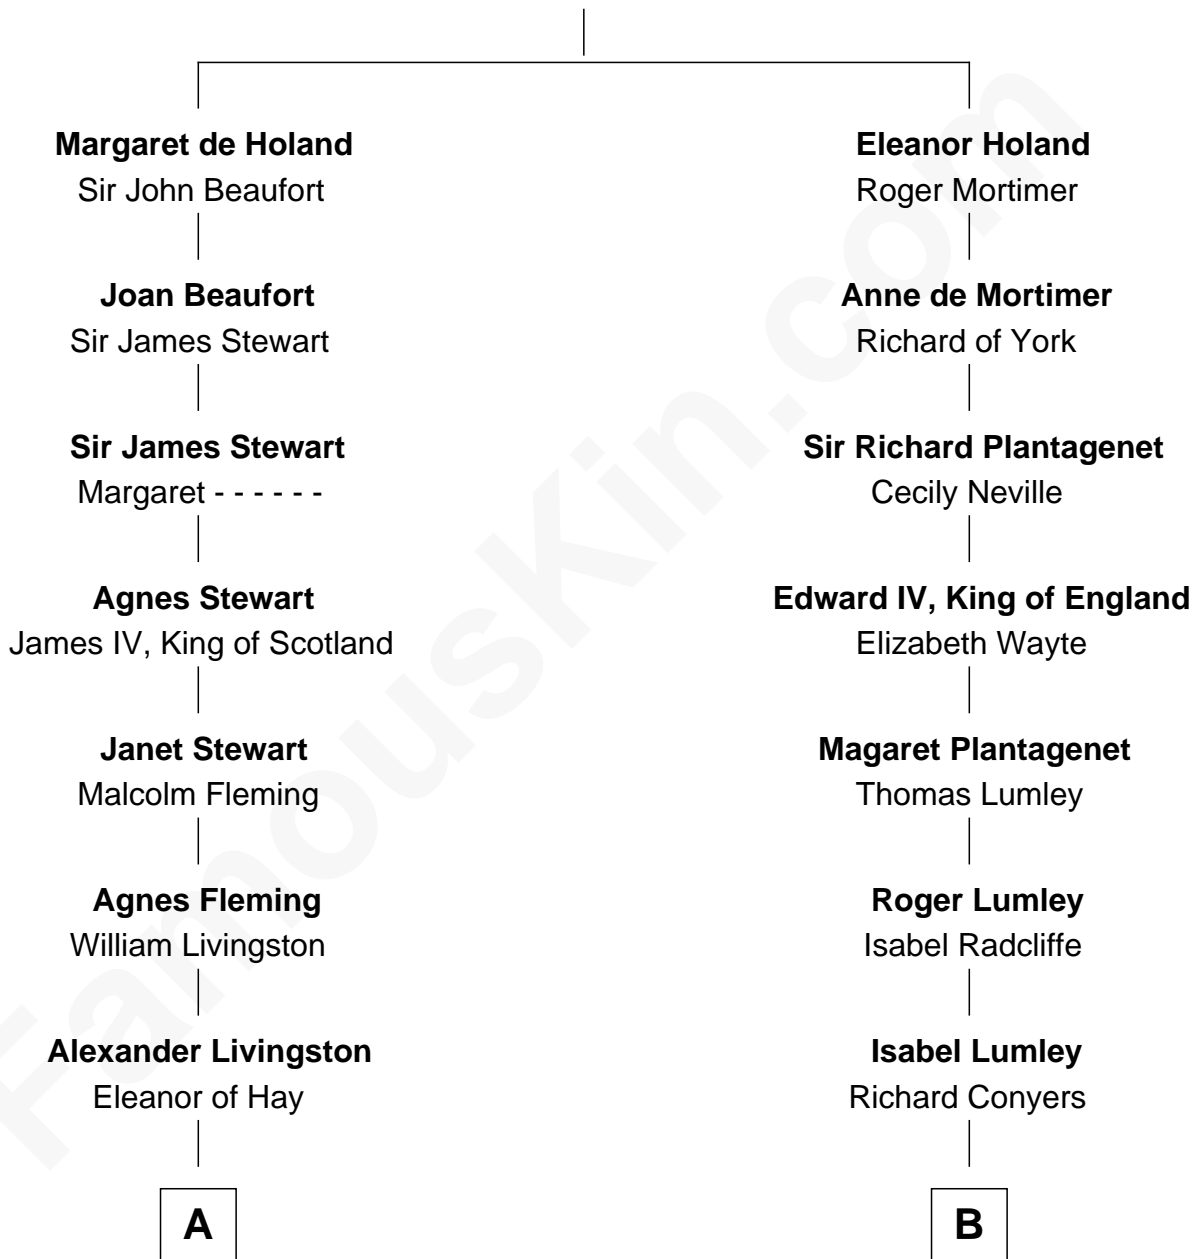 Margaret de Holand
Sir John Beaufort
Joan Beaufort
Sir James Stewart
Sir James Stewart
Margaret - - - - - -
Agnes Stewart
James IV, King of Scotland
Janet Stewart
Malcolm Fleming
Agnes Fleming
William Livingston
Alexander Livingston
Eleanor of Hay
A
Eleanor Holand
Roger Mortimer
Anne de Mortimer
Richard of York
Sir Richard Plantagenet
Cecily Neville
Edward IV, King of England
Elizabeth Wayte
Magaret Plantagenet
Thomas Lumley
Roger Lumley
Isabel Radcliffe
Isabel Lumley
Richard Conyers
B
FamousKin.com